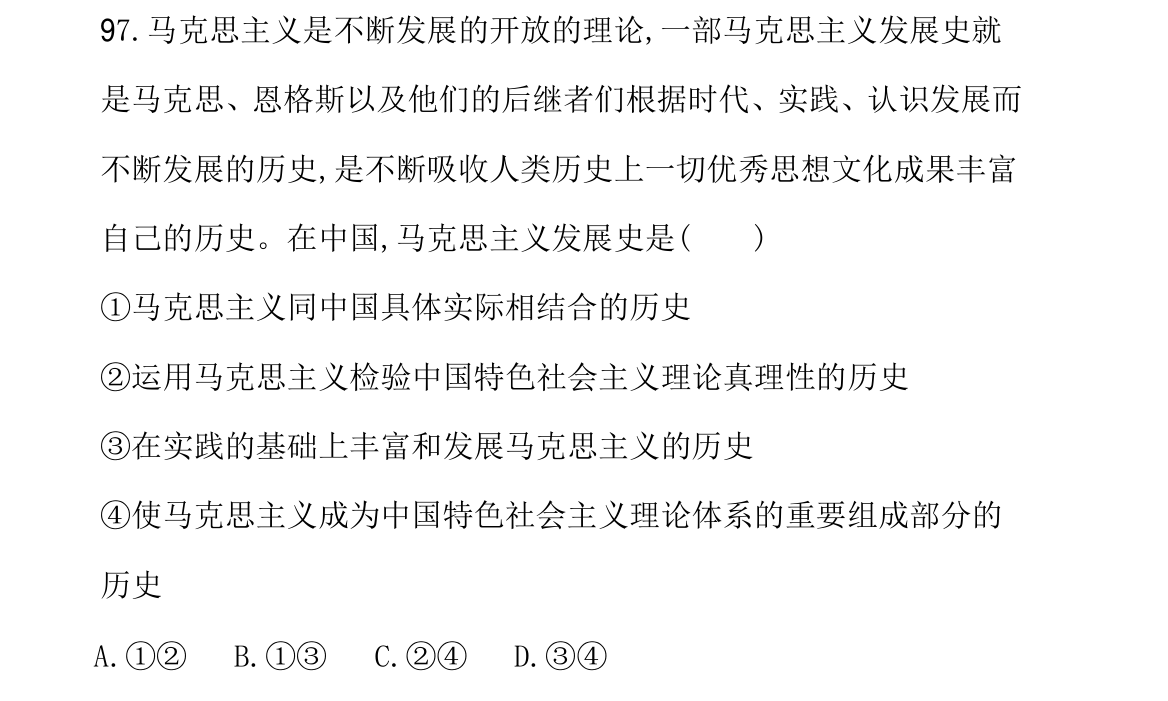 97.马克思主义是不断发展的开放的理论,一部马克思主义发展史就
是马克思、恩格斯以及他们的后继者们根据时代、实践、认识发展而
不断发展的历史,是不断吸收人类历史上一切优秀思想文化成果丰富
自己的历史。在中国,马克思主义发展史是(　　)
①马克思主义同中国具体实际相结合的历史
②运用马克思主义检验中国特色社会主义理论真理性的历史
③在实践的基础上丰富和发展马克思主义的历史
④使马克思主义成为中国特色社会主义理论体系的重要组成部分的
历史
A.①②　B.①③　C.②④　D.③④